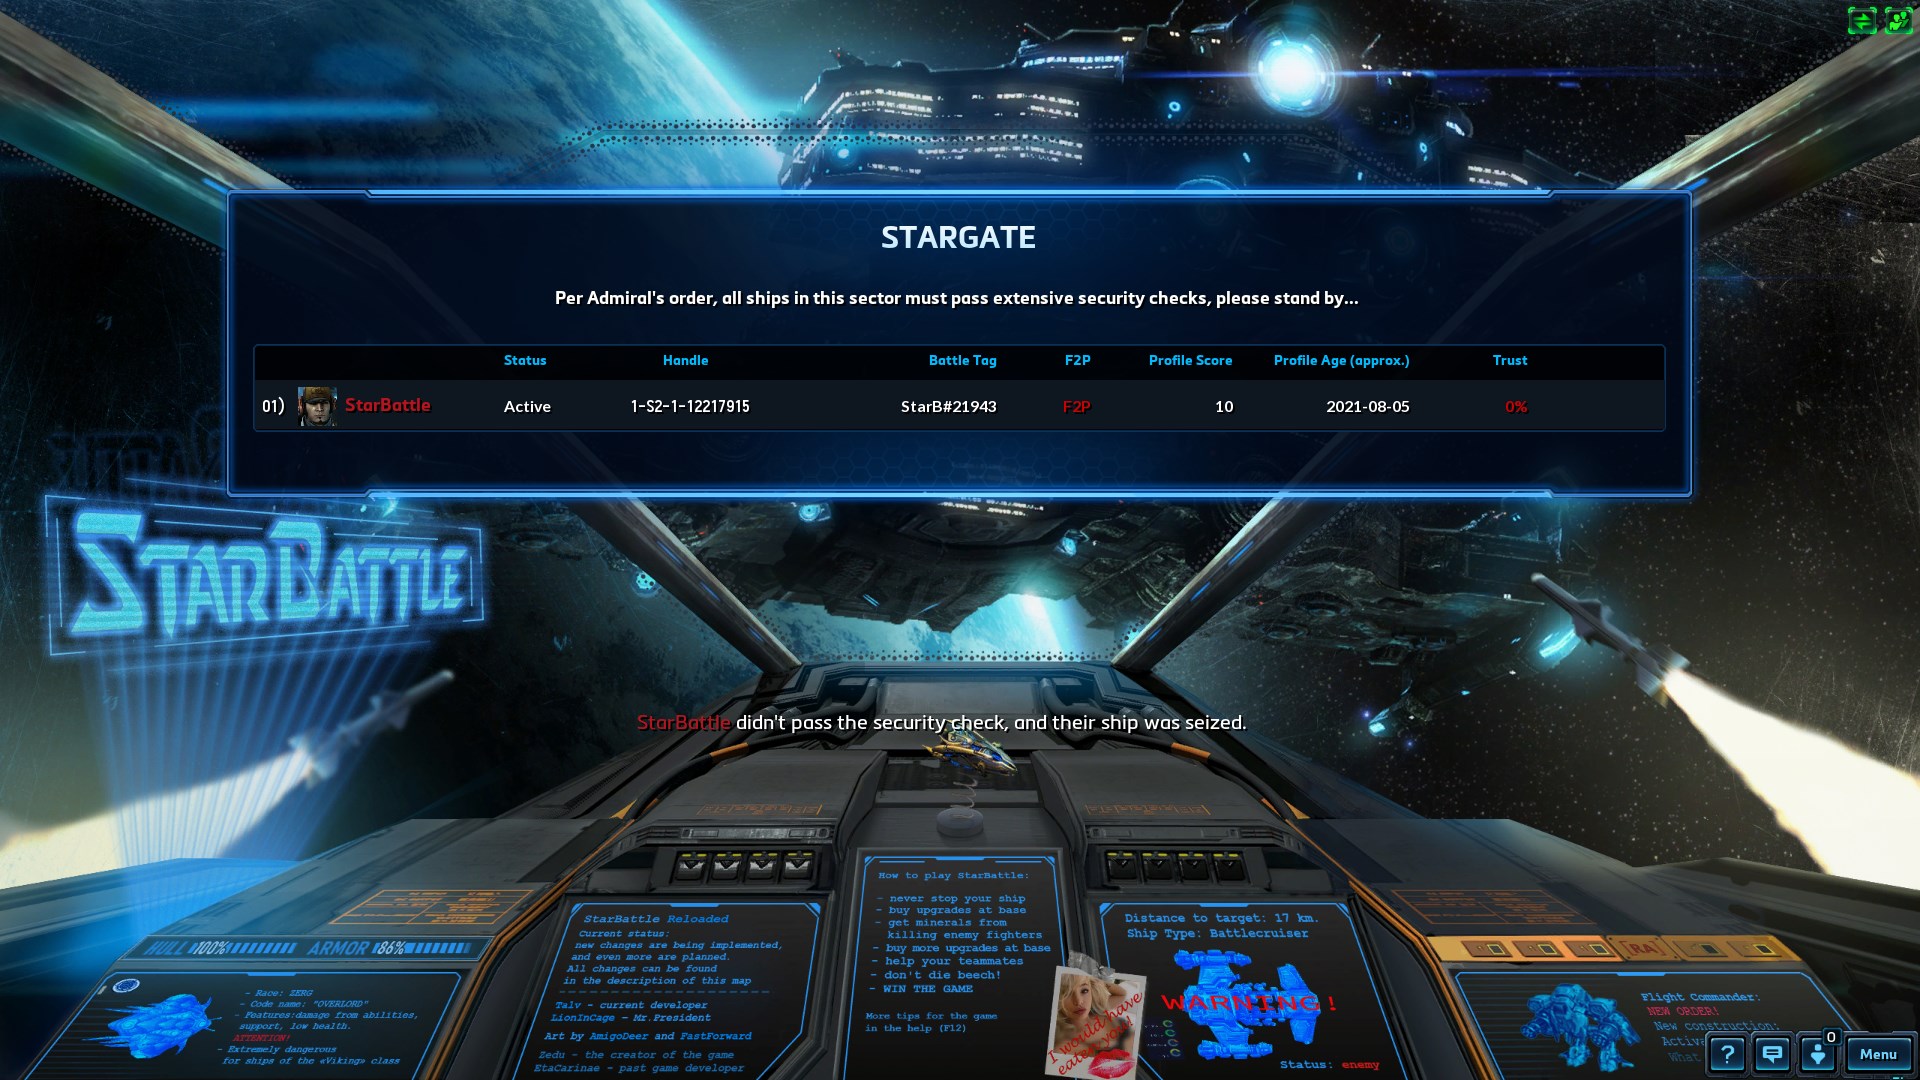 STARGATE
Per Admiral's order, all ships in this sector must pass extensive security checks, please stand by...
Status Handle Battle Tag F2P Profile Score Profile Age (approx.) Trust
01) StarBattle Active 1-S2-1-12217915 StarB#21943 F2P 10 2021-08-05 0%
STARBATTLE
StarBattle didn't pass the security check, and their ship was seized.
HULL 100% ARMOR 86%
- Race: ZERG
- Code name: "OVERLORD"
- Features:damage from abilities,
support, low health.
ATTENTION!
- Extremely dangerous
for ships of the «Viking» class
StarBattle Reloaded
Current status:
new changes are being implemented,
and even more are planned.
All changes can be found
in the description of this map
Talv - current developer
LionInCage - Mr.President
Art by AmigoDeer and FastForward
Zedu - the creator of the game
EtaCarinae - past game developer
How to play StarBattle:
- never stop your ship
- buy upgrades at base
- get minerals from
killing enemy fighters
- buy more upgrades at base
- help your teammates
- don't die beech!
- WIN THE GAME
More tips for the game
in the help (F12)
I would have
eaten you!
Distance to target: 17 km.
Ship Type: Battlecruiser
WARNING!
Status: enemy
RA
Flight Commander:
NEW ORDER!
New construction:
Activa
What
?
0
Menu